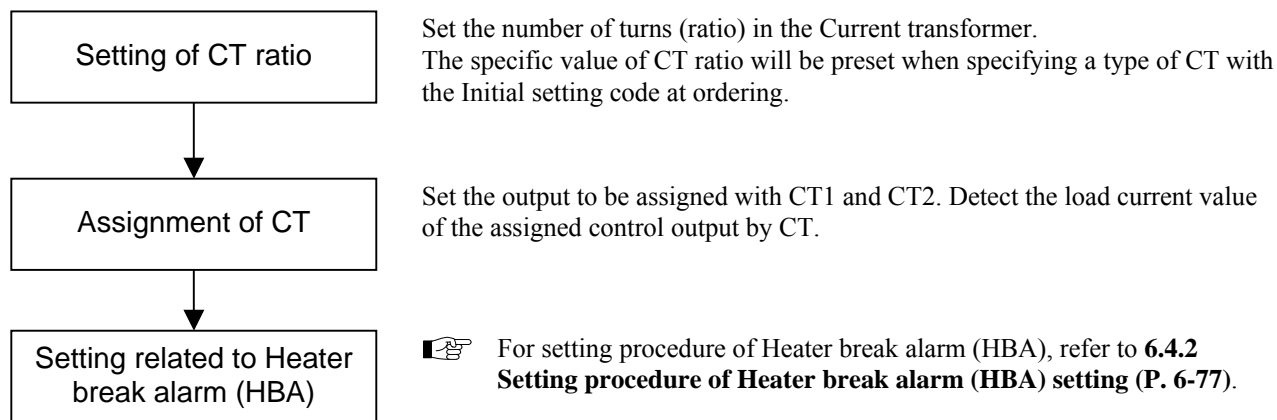 Setting of CT ratio
Set the number of turns (ratio) in the Current transformer.
The specific value of CT ratio will be preset when specifying a type of CT with
the Initial setting code at ordering.
Assignment of CT
Set the output to be assigned with CT1 and CT2. Detect the load current value
of the assigned control output by CT.
Setting related to Heater
break alarm (HBA)
For setting procedure of Heater break alarm (HBA), refer to 6.4.2
Setting procedure of Heater break alarm (HBA) setting (P. 6-77).